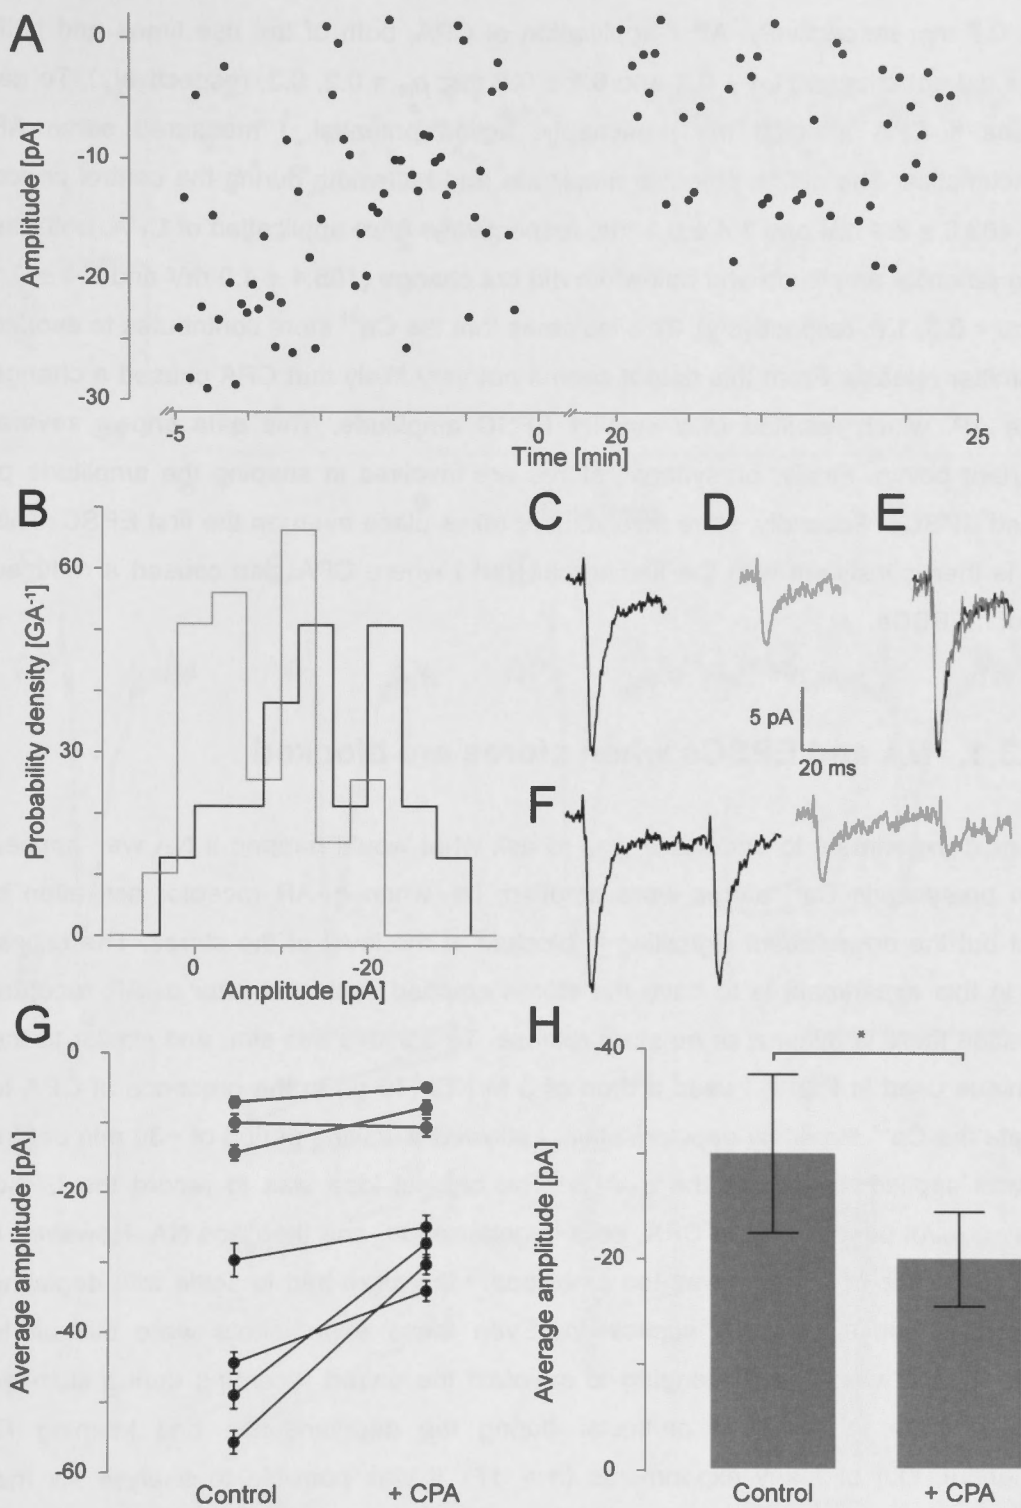 A
Amplitude [pA]
0
-10
-20
-30
-5
0
20
25
Time [min]
B
Probability density [GA⁻¹]
60
30
0
0
-20
Amplitude [pA]
C
D
E
5 pA
20 ms
F
G
Average amplitude [pA]
0
-20
-40
-60
Control
+ CPA
H
Average amplitude [pA]
-40
-20
0
*
Control
+ CPA